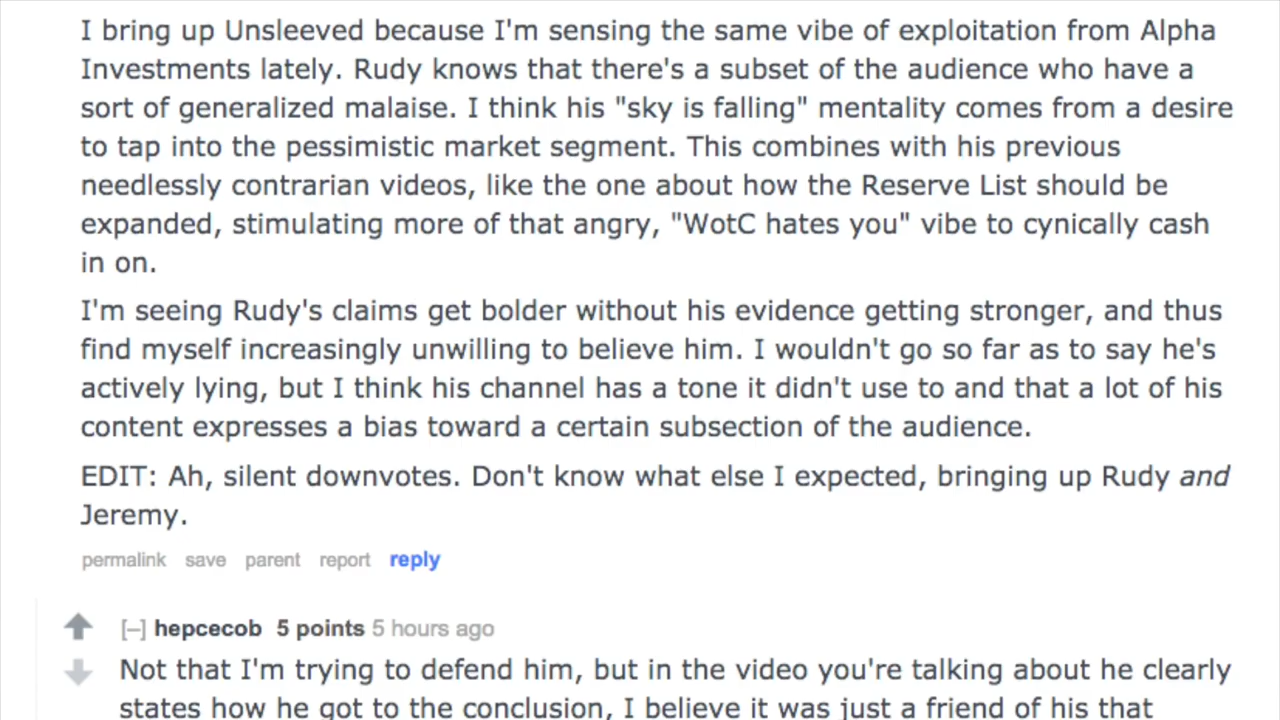 I bring up Unsleeved because I'm sensing the same vibe of exploitation from Alpha
Investments lately. Rudy knows that there's a subset of the audience who have a
sort of generalized malaise. I think his "sky is falling" mentality comes from a desire
to tap into the pessimistic market segment. This combines with his previous
needlessly contrarian videos, like the one about how the Reserve List should be
expanded, stimulating more of that angry, "WotC hates you" vibe to cynically cash
in on.
I'm seeing Rudy's claims get bolder without his evidence getting stronger, and thus
find myself increasingly unwilling to believe him. I wouldn't go so far as to say he's
actively lying, but I think his channel has a tone it didn't use to and that a lot of his
content expresses a bias toward a certain subsection of the audience.
EDIT: Ah, silent downvotes. Don't know what else I expected, bringing up Rudy and
Jeremy.
permalink save parent report reply
[–] hepcecob 5 points 5 hours ago
Not that I'm trying to defend him, but in the video you're talking about he clearly
states how he got to the conclusion, I believe it was just a friend of his that